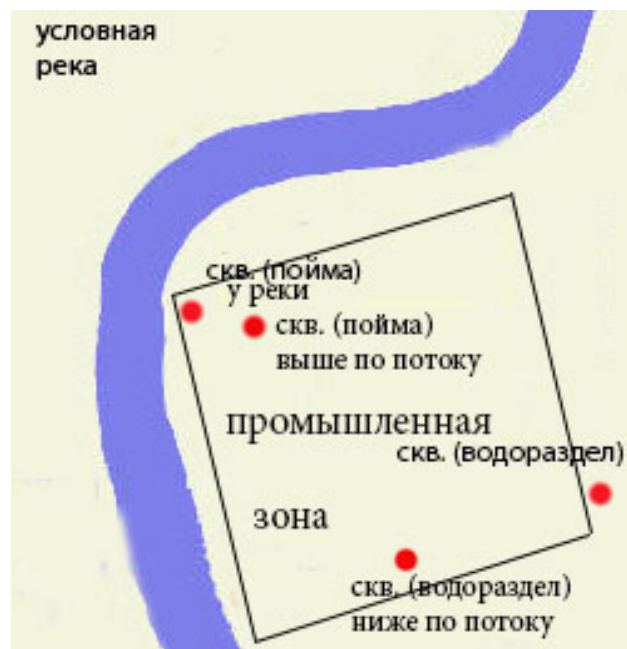 условная
река
скв. (пойма)
у реки
скв. (пойма)
выше по потоку
промышленная
скв. (водораздел)
зона
скв. (водораздел)
ниже по потоку